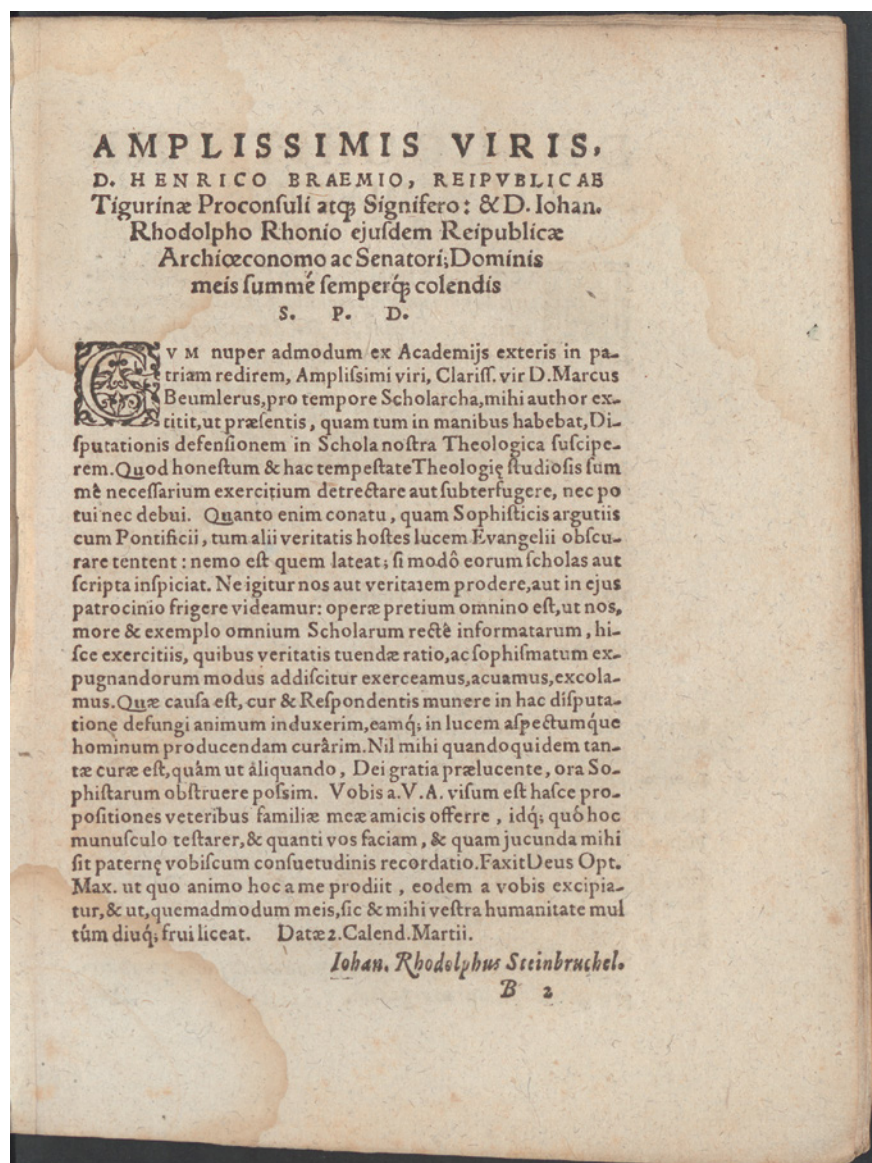 AMPLISSIMIS VIRIS,
D. HENRICO BRAEMIO, REIPVBLICAE
Tigurinæ Proconſuli atq; Signifero: & D. Iohan.
Rhodolpho Rhonio ejuſdem Reipublicæ
Archiœconomo ac Senatori; Dominis
meis ſummé ſemperq́; colendis
S. P. D.
CVM nuper admodum ex Academijs exteris in pa-
triam redirem, Ampliſsimi viri, Clariſſ. vir D. Marcus
Beumlerus, pro tempore Scholarcha, mihi author ex-
titit, ut præſentis, quam tum in manibus habebat, Di-
ſputationis defenſionem in Schola noſtra Theologica ſuſcipe-
rem. Quod honeſtum & hac tempeſtate Theologię ſtudioſis ſum
mè neceſſarium exercitium detrectare aut ſubterfugere, nec po
tui nec debui. Quanto enim conatu, quam Sophiſticis argutiis
cum Pontificii, tum alii veritatis hoſtes lucem Evangelii obſcu-
rare tentent: nemo eſt quem lateat; ſi modô eorum ſcholas aut
ſcripta inſpiciat. Ne igitur nos aut veritatem prodere, aut in ejus
patrocinio frigere videamur: operæ pretium omnino eſt, ut nos,
more & exemplo omnium Scholarum rectè informatarum, hi-
ſce exercitiis, quibus veritatis tuendæ ratio, ac ſophiſmatum ex-
pugnandorum modus addiſcitur exerceamus, acuamus, excola-
mus. Quæ cauſa eſt, cur & Reſpondentis munere in hac diſputa-
tionę defungi animum induxerim, eamq́; in lucem aſpectumq́ue
hominum producendam curârim. Nil mihi quandoquidem tan-
tæ curæ eſt, quàm ut àliquando, Dei gratia prælucente, ora So-
phiſtarum obſtruere poſsim. Vobis a. V. A. viſum eſt haſce pro-
poſitiones veteribus familiæ meæ amicis offerre, idq́; quô hoc
munuſculo teſtarer, & quanti vos faciam, & quam jucunda mihi
ſit paternę vobiſcum conſuetudinis recordatio. Faxit Deus Opt.
Max. ut quo animo hoc a me prodiit, eodem a vobis excipia-
tur, & ut, quemadmodum meis, ſic & mihi veſtra humanitate mul
tûm diuq́; frui liceat. Datæ 2. Calend. Martii.
Iohan. Rhodolphus Steinbruchel.
B 2